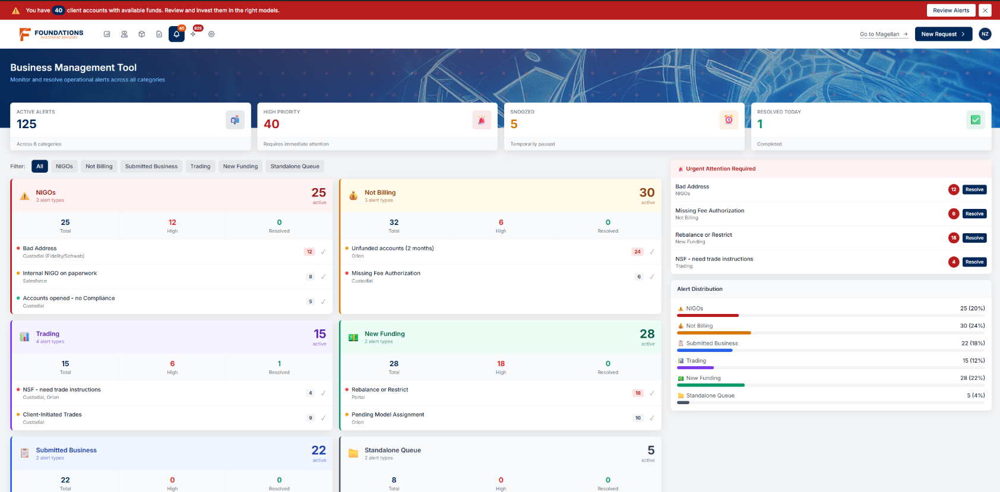 You have 40 client accounts with available funds. Review and invest them in the right models.
Review Alerts
FOUNDATIONS
INVESTMENT ADVISORS
40
825
Go to Magellan →
New Request
NZ
Business Management Tool
Monitor and resolve operational alerts across all categories
ACTIVE ALERTS
125
Across 6 categories
HIGH PRIORITY
40
Requires immediate attention
SNOOZED
5
Temporarily paused
RESOLVED TODAY
1
Completed
Filter: All NIGOs Not Billing Submitted Business Trading New Funding Standalone Queue
NIGOs
3 alert types
25
active
25 12 0
Total High Resolved
Bad Address
Custodial (Fidelity/Schwab)
12 ✓
Internal NIGO on paperwork
Salesforce
8 ✓
Accounts opened - no Compliance
Custodial
5 ✓
Not Billing
3 alert types
30
active
32 6 0
Total High Resolved
Unfunded accounts (2 months)
Orion
24 ✓
Missing Fee Authorization
Custodial
6 ✓
Trading
4 alert types
15
active
15 6 1
Total High Resolved
NSF - need trade instructions
Custodial, Orion
4 ✓
Client-Initiated Trades
Custodial
9 ✓
New Funding
2 alert types
28
active
28 18 0
Total High Resolved
Rebalance or Restrict
Portal
18 ✓
Pending Model Assignment
Orion
10 ✓
Submitted Business
2 alert types
22
active
22 0 0
Total High Resolved
Standalone Queue
2 alert types
5
active
8 0 0
Total High Resolved
Urgent Attention Required
Bad Address
NIGOs
12 Resolve
Missing Fee Authorization
Not Billing
6 Resolve
Rebalance or Restrict
New Funding
18 Resolve
NSF - need trade instructions
Trading
4 Resolve
Alert Distribution
NIGOs 25 (20%)
Not Billing 30 (24%)
Submitted Business 22 (18%)
Trading 15 (12%)
New Funding 28 (22%)
Standalone Queue 5 (4%)